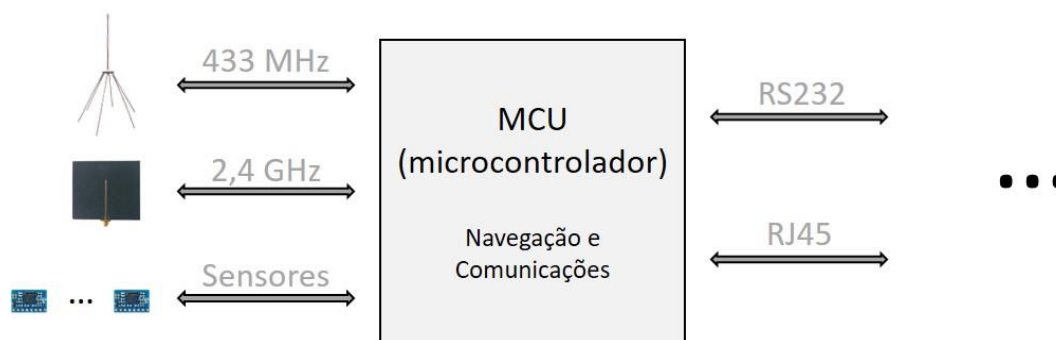 433 MHz
2,4 GHz
Sensores
...
MCU
(microcontrolador)
Navegação e
Comunicações
RS232
RJ45
...